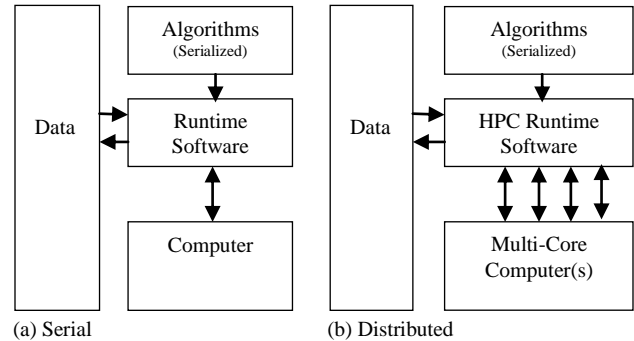 Data
Algorithms
(Serialized)
Runtime
Software
Computer
(a) Serial
Data
Algorithms
(Serialized)
HPC Runtime
Software
Multi-Core
Computer(s)
(b) Distributed